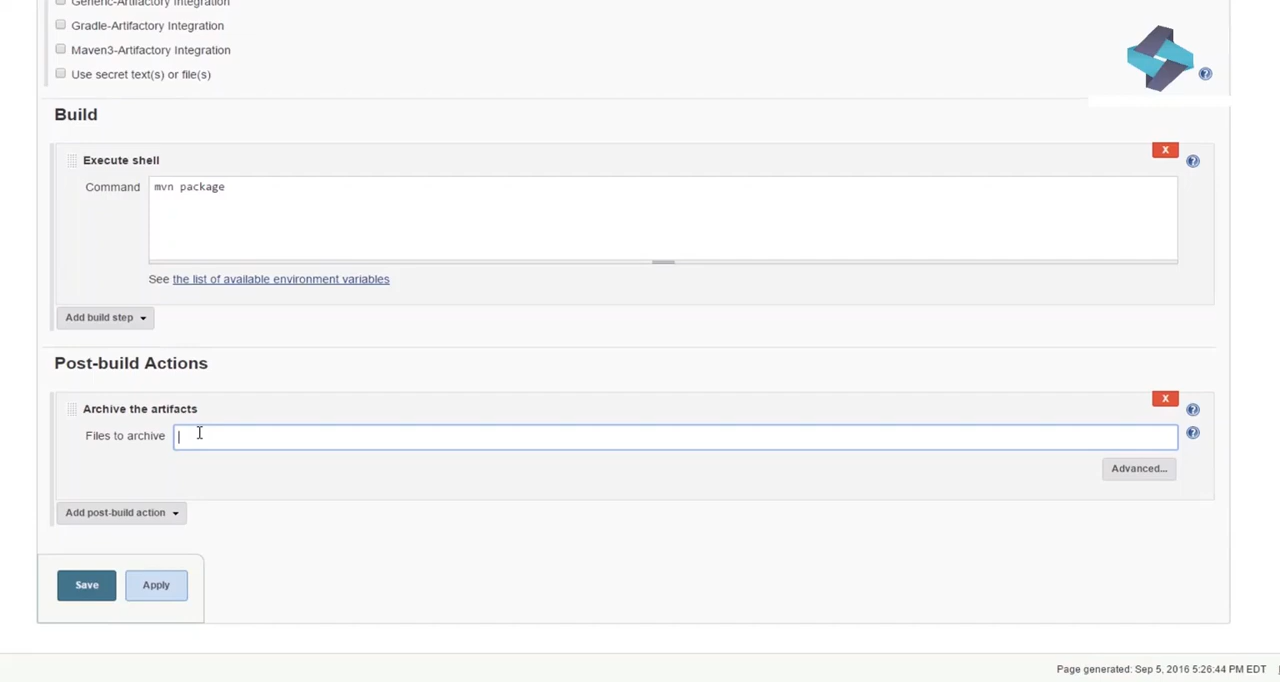 Generic-Artifactory Integration
Gradle-Artifactory Integration
Maven3-Artifactory Integration
Use secret text(s) or file(s)
Build
Execute shell
X
Command
mvn package
See the list of available environment variables
Add build step
Post-build Actions
Archive the artifacts
X
Files to archive
Advanced...
Add post-build action
Save
Apply
Page generated: Sep 5, 2016 5:26:44 PM EDT